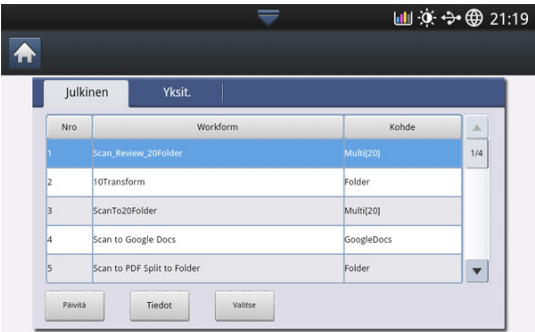 21:19
Julkinen Yksit.
Nro Workform Kohde
1 Scan_Review_20Folder Multi[20] 1/4
2 10Transform Folder
3 ScanTo20Folder Multi[20]
4 Scan to Google Docs GoogleDocs
5 Scan to PDF Split to Folder Folder
Päivitä Tiedot Valitse